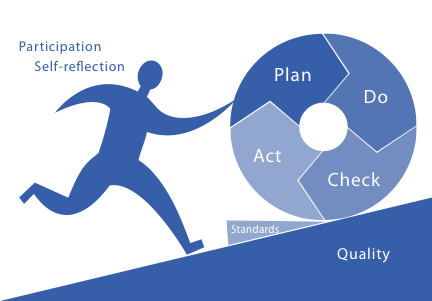 Participation
Self-reflection
Plan
Do
Act
Check
Standards
Quality